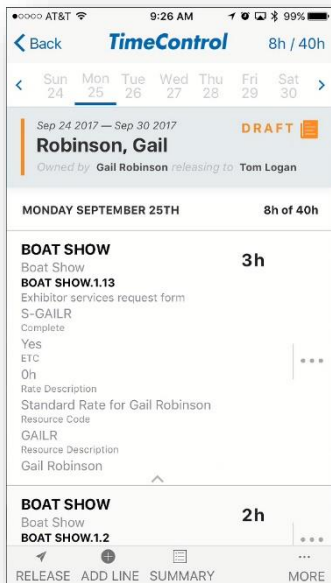 AT&T 9:26 AM 99%
Back TimeControl 8h / 40h
Sun Mon Tue Wed Thu Fri Sat
24 25 26 27 28 29 30
Sep 24 2017 — Sep 30 2017
DRAFT
Robinson, Gail
Owned by Gail Robinson releasing to Tom Logan
MONDAY SEPTEMBER 25TH 8h of 40h
BOAT SHOW
3h
Boat Show
BOAT SHOW.1.13
Exhibitor services request form
S-GAILR
Complete
Yes
ETC
0h
Rate Description
Standard Rate for Gail Robinson
Resource Code
GAILR
Resource Description
Gail Robinson
BOAT SHOW
2h
Boat Show
BOAT SHOW.1.2
RELEASE ADD LINE SUMMARY MORE